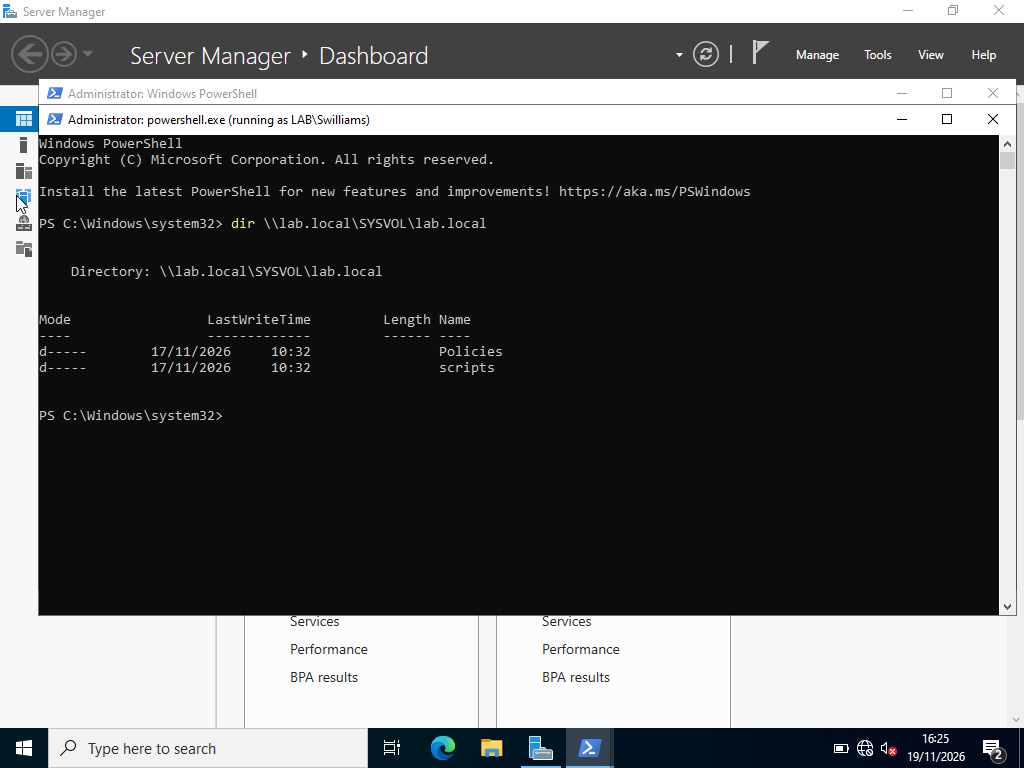 Server Manager
Server Manager ‣ Dashboard
Manage Tools View Help
Administrator: Windows PowerShell
Administrator: powershell.exe (running as LAB\Swilliams)
Windows PowerShell
Copyright (C) Microsoft Corporation. All rights reserved.
Install the latest PowerShell for new features and improvements! https://aka.ms/PSWindows
PS C:\Windows\system32> dir \\lab.local\SYSVOL\lab.local
Directory: \\lab.local\SYSVOL\lab.local
Mode LastWriteTime Length Name
---- ------------- ------ ----
d----- 17/11/2026 10:32 Policies
d----- 17/11/2026 10:32 scripts
PS C:\Windows\system32>
Services Services
Performance Performance
BPA results BPA results
Type here to search
16:25
19/11/2026
2